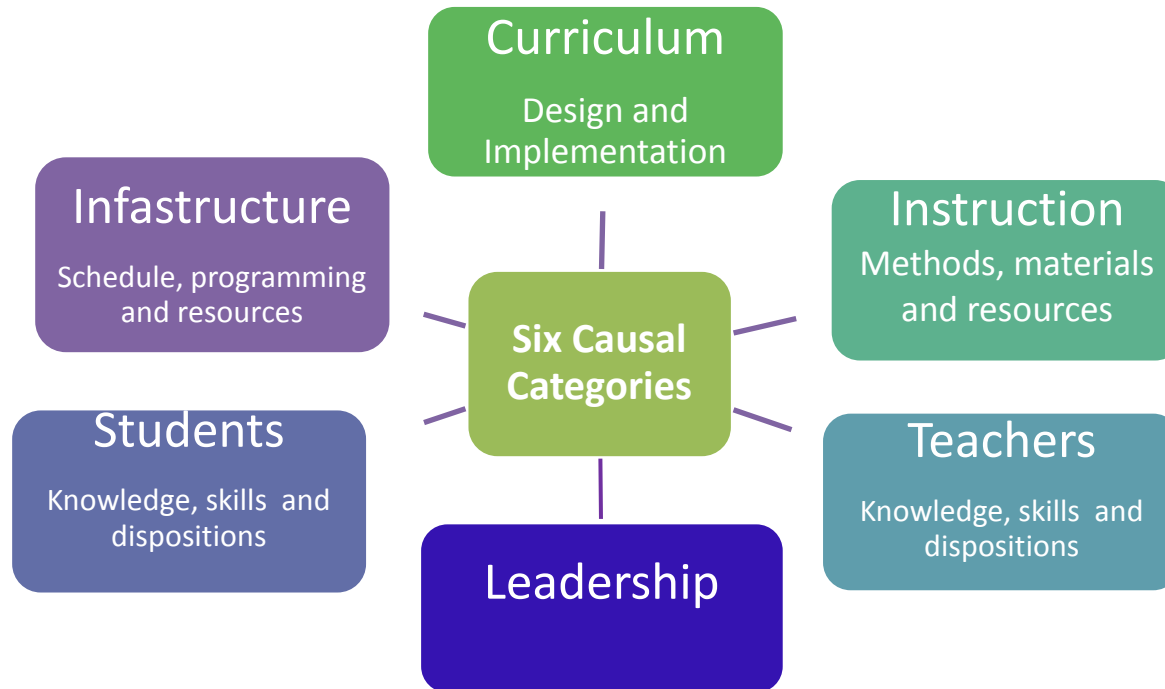 Curriculum
Design and
Implementation
Infastructure
Schedule, programming
and resources
Instruction
Methods, materials
and resources
Six Causal
Categories
Students
Knowledge, skills and
dispositions
Teachers
Knowledge, skills and
dispositions
Leadership